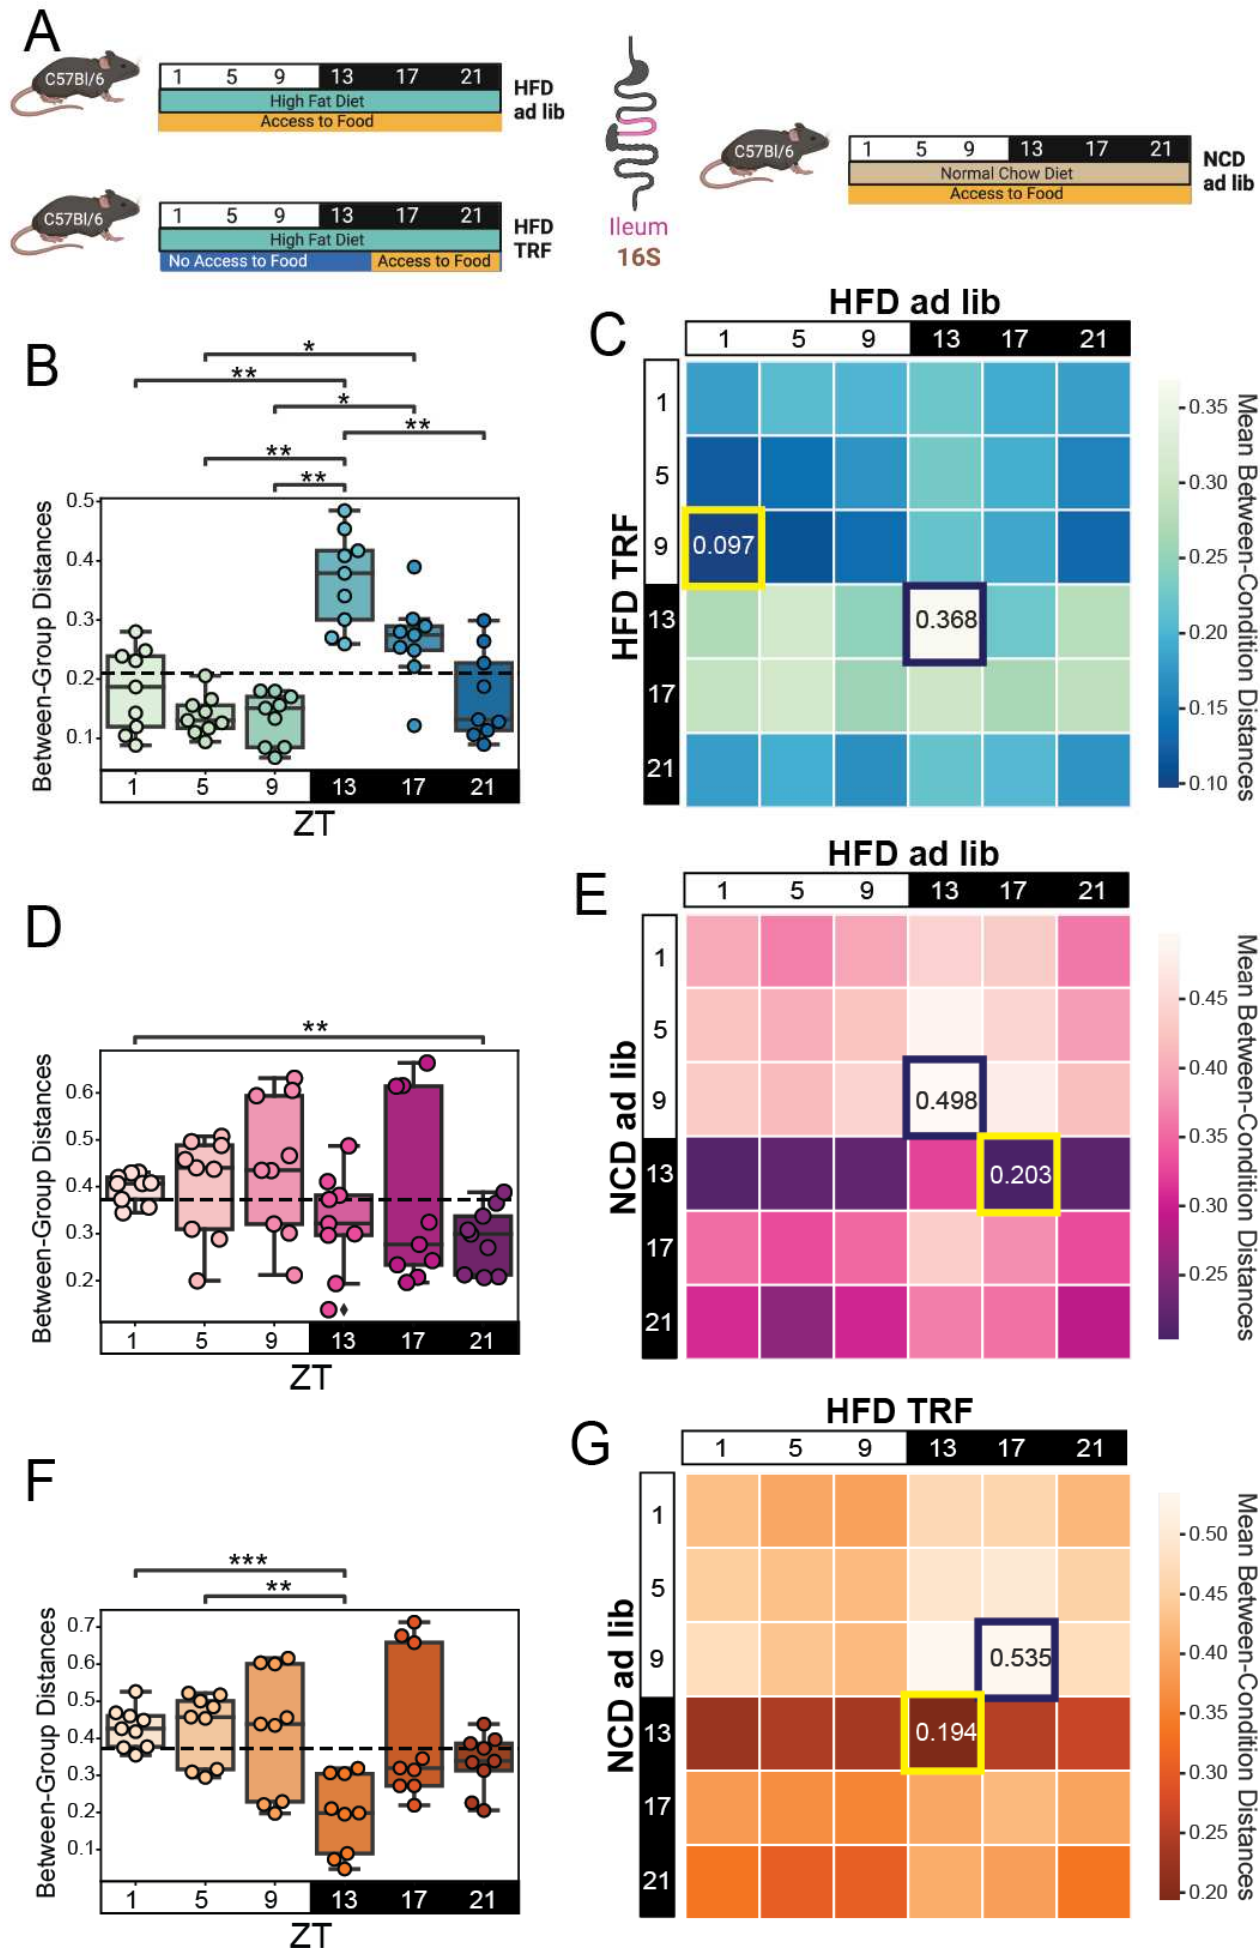 A
C57Bl/6
1 5 9 13 17 21
High Fat Diet
Access to Food
HFD
ad lib
C57Bl/6
1 5 9 13 17 21
High Fat Diet
No Access to Food Access to Food
HFD
TRF
Ileum
16S
C57Bl/6
1 5 9 13 17 21
Normal Chow Diet
Access to Food
NCD
ad lib
B
*
**
*
**
**
**
Between-Group Distances
0.5
0.4
0.3
0.2
0.1
1 5 9 13 17 21
ZT
C
HFD ad lib
1 5 9 13 17 21
HFD TRF
1
5
9
13
17
21
0.097
0.368
0.35
0.30
0.25
0.20
0.15
0.10
Mean Between-Condition Distances
D
**
Between-Group Distances
0.6
0.5
0.4
0.3
0.2
1 5 9 13 17 21
ZT
E
HFD ad lib
1 5 9 13 17 21
NCD ad lib
1
5
9
13
17
21
0.498
0.203
0.45
0.40
0.35
0.30
0.25
Mean Between-Condition Distances
F
***
**
Between-Group Distances
0.7
0.6
0.5
0.4
0.3
0.2
0.1
1 5 9 13 17 21
ZT
G
HFD TRF
1 5 9 13 17 21
NCD ad lib
1
5
9
13
17
21
0.535
0.194
0.50
0.45
0.40
0.35
0.30
0.25
0.20
Mean Between-Condition Distances